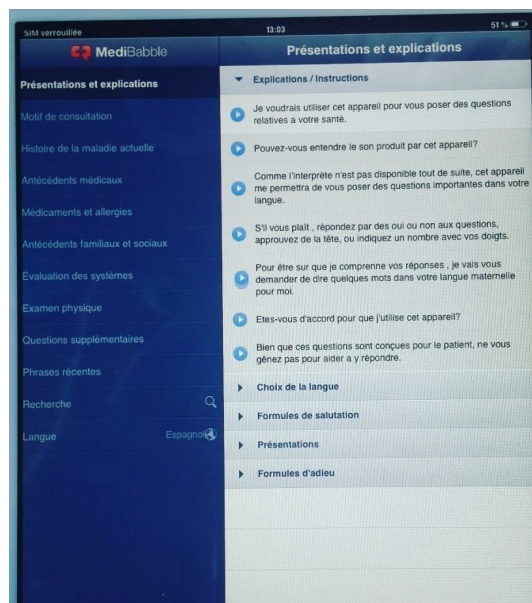 SIM verrouillée
13:03
51 %
MediBabble
Présentations et explications
Présentations et explications
Motif de consultation
Histoire de la maladie actuelle
Antécédents médicaux
Médicaments et allergies
Antécédents familiaux et sociaux
Évaluation des systèmes
Examen physique
Questions supplémentaires
Phrases récentes
Recherche
Langue
Espagnol
Explications / Instructions
Je voudrais utiliser cet appareil pour vous poser des questions
relatives a votre santé.
Pouvez-vous entendre le son produit par cet appareil?
Comme l'interprète n'est pas disponible tout de suite, cet appareil
me permettra de vous poser des questions importantes dans votre
langue.
S'il vous plaît , répondez par des oui ou non aux questions,
approuvez de la tête, ou indiquez un nombre avec vos doigts.
Pour être sur que je comprenne vos réponses , je vais vous
demander de dire quelques mots dans votre langue maternelle
pour moi.
Etes-vous d'accord pour que j'utilise cet appareil?
Bien que ces questions sont conçues pour le patient, ne vous
gênez pas pour aider a y répondre.
Choix de la langue
Formules de salutation
Présentations
Formules d'adieu